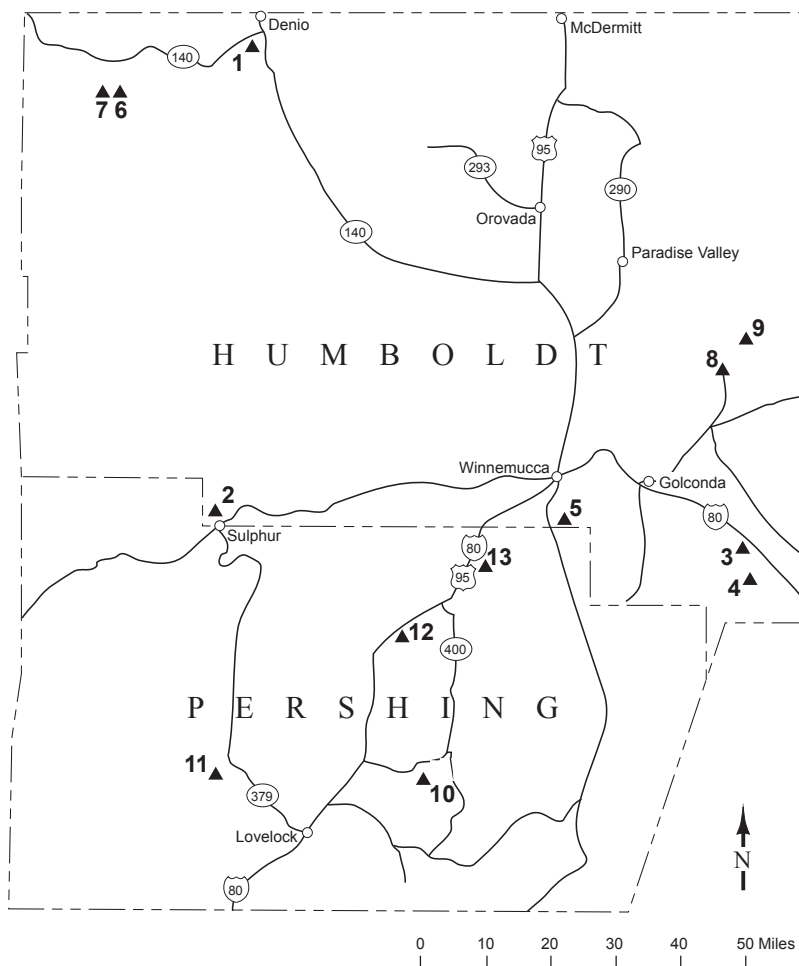 Denio
McDermitt
1
140
7 6
95
293
290
Orovada
140
Paradise Valley
9
HUMBOLDT
8
Winnemucca
Golconda
2
5
80
Sulphur
80
3
13
95
4
12
400
PERSHING
11
10
379
Lovelock
N
80
0 10 20 30 40 50 Miles